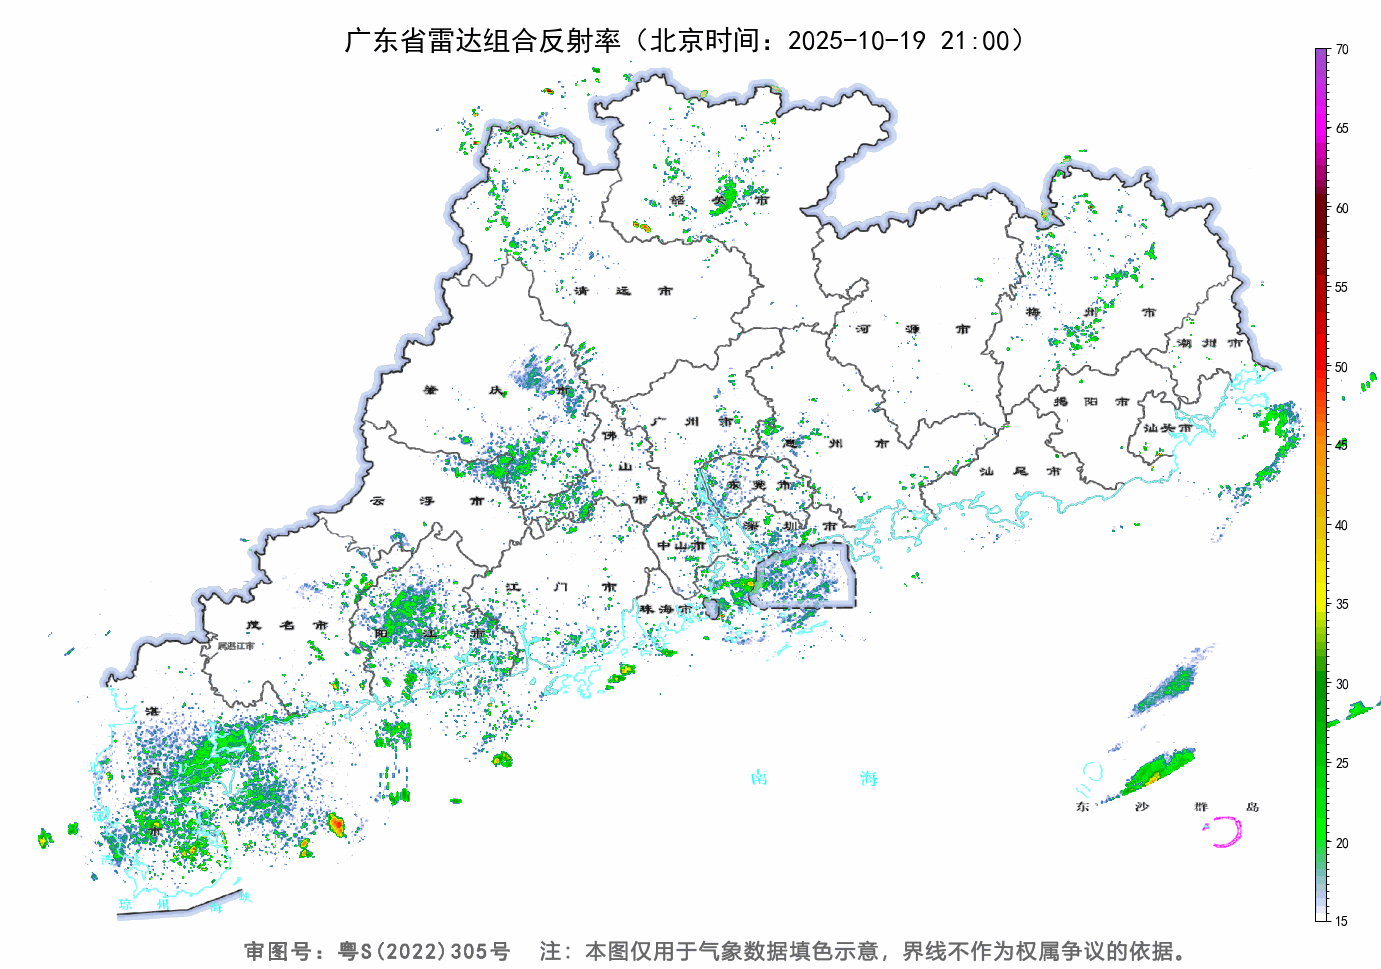 广东省雷达组合反射率（北京时间：2025-10-19 21:00）
70
65
60
55
50
45
40
35
30
25
20
15
韶关市
清远市
河源市
梅州市
潮州市
肇庆市
广州市
揭阳市
汕头市
佛山市
惠州市
汕尾市
云浮市
东莞市
深圳市
中山市
江门市
珠海市
茂名市
阳江市
属湛江市
湛江市
南海
东沙群岛
琼州海峡
审图号：粤S(2022)305号 注：本图仅用于气象数据填色示意，界线不作为权属争议的依据。